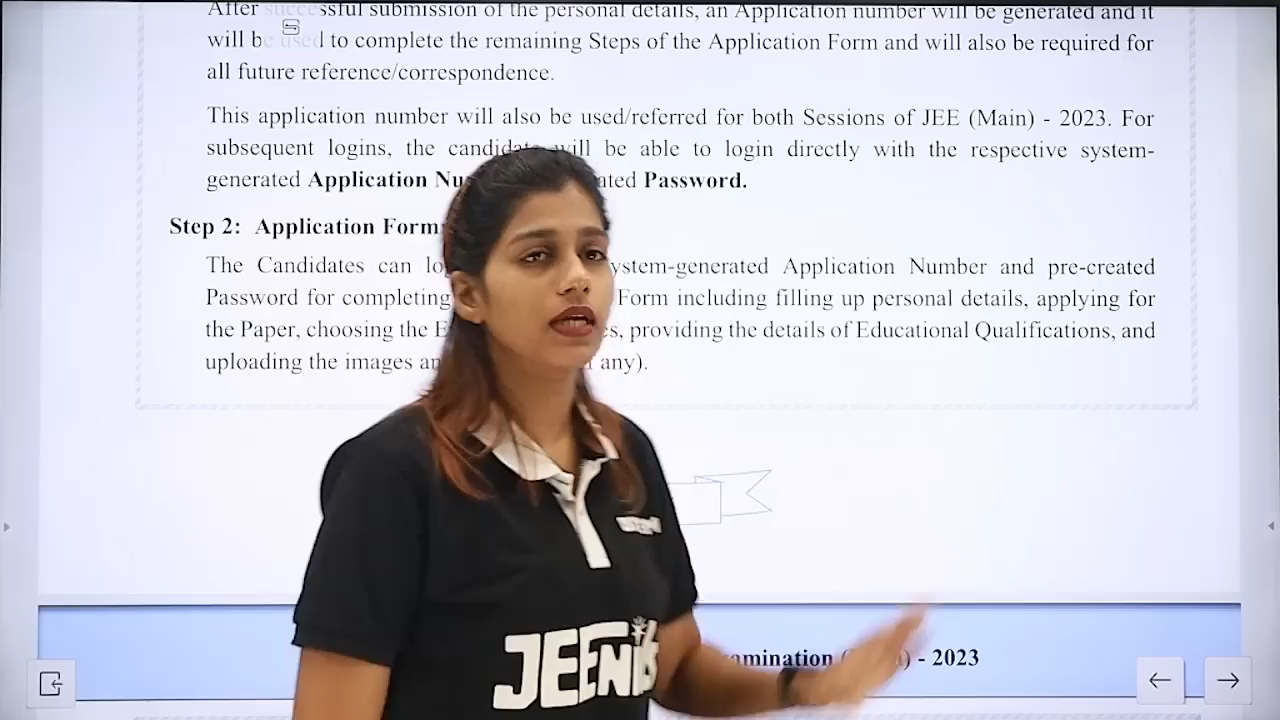 After successful submission of the personal details, an Application number will be generated and it
will be used to complete the remaining Steps of the Application Form and will also be required for
all future reference/correspondence.
This application number will also be used/referred for both Sessions of JEE (Main) - 2023. For
subsequent logins, the candidate will be able to login directly with the respective system-
generated Application Nu ated Password.
Step 2: Application Form
The Candidates can lo ystem-generated Application Number and pre-created
Password for completing Form including filling up personal details, applying for
the Paper, choosing the E s, providing the details of Educational Qualifications, and
uploading the images an any).
JEENi
amination ) - 2023